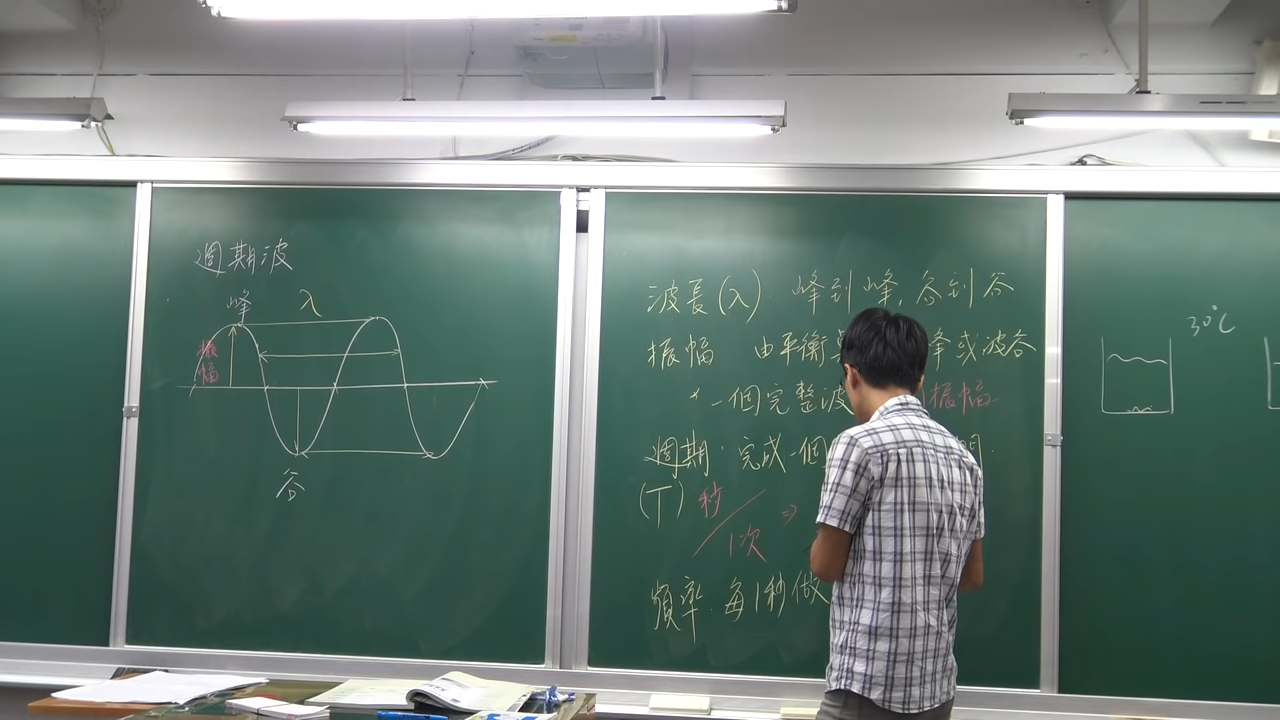 週期波
峰 λ
振幅
谷
波長(λ): 峰到峰,谷到谷
振幅 由平衡 峰或波谷
一個完整波 振幅
週期: 完成一個 間.
(T) 秒/1次 ⇒
頻率: 每1秒做
30℃